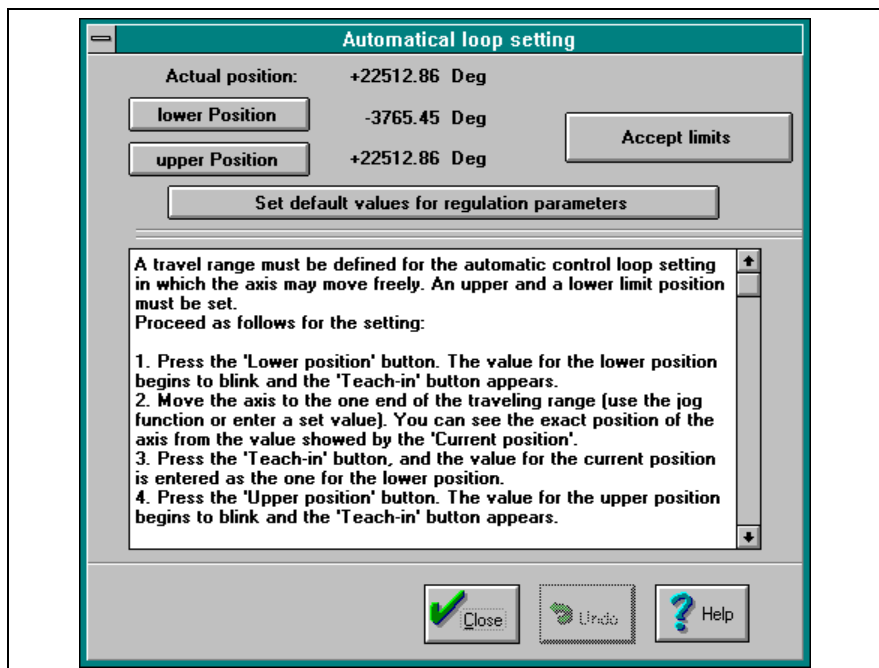 Automatical loop setting
Actual position: +22512.86 Deg
lower Position -3765.45 Deg
Accept limits
upper Position +22512.86 Deg
Set default values for regulation parameters
A travel range must be defined for the automatic control loop setting
in which the axis may move freely. An upper and a lower limit position
must be set.
Proceed as follows for the setting:
1. Press the 'Lower position' button. The value for the lower position
begins to blink and the 'Teach-in' button appears.
2. Move the axis to the one end of the traveling range (use the jog
function or enter a set value). You can see the exact position of the
axis from the value showed by the 'Current position'.
3. Press the 'Teach-in' button, and the value for the current position
is entered as the one for the lower position.
4. Press the 'Upper position' button. The value for the upper position
begins to blink and the 'Teach-in' button appears.
Close Undo Help